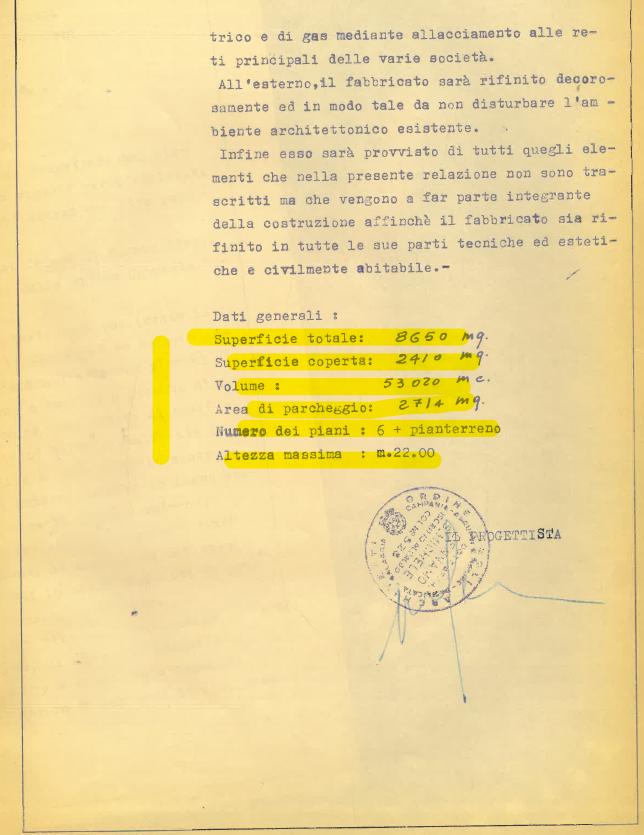 trico e di gas mediante allacciamento alle re-
ti principali delle varie società.
All'esterno,il fabbricato sarà rifinito decoro-
samente ed in modo tale da non disturbare l'am -
biente architettonico esistente.
Infine esso sarà provvisto di tutti quegli ele-
menti che nella presente relazione non sono tra-
scritti ma che vengono a far parte integrante
della costruzione affinchè il fabbricato sia ri-
finito in tutte le sue parti tecniche ed esteti-
che e civilmente abitabile.-
Dati generali :
Superficie totale: 8650 mq.
Superficie coperta: 2410 mq.
Volume : 53020 mc.
Area di parcheggio: 2714 mq.
Numero dei piani : 6 + pianterreno
Altezza massima : m.22.00
IL PROGETTISTA
ORDINE
ARCHITETTI
CAMPANIA